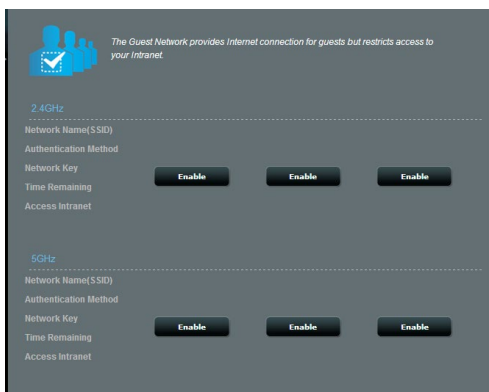 The Guest Network provides Internet connection for guests but restricts access to
your Intranet.
2.4GHz
Network Name(SSID)
Authentication Method
Network Key
Time Remaining
Access Intranet
Enable Enable Enable
5GHz
Network Name(SSID)
Authentication Method
Network Key
Time Remaining
Access Intranet
Enable Enable Enable